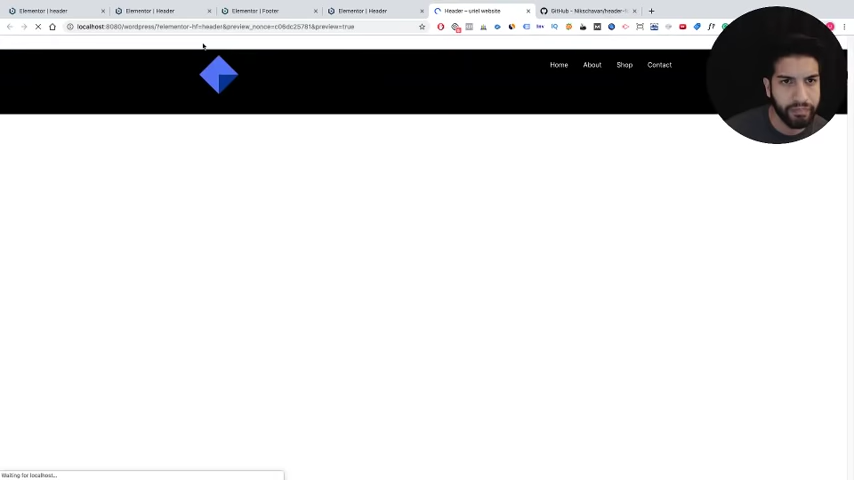 Elementor | header
Elementor | Header
Elementor | Footer
Elementor | Header
Header – uriel website
GitHub - Nikschavan/header-f
localhost:8080/wordpress/?elementor-hf=header&preview_nonce=c06dc25781&preview=true
Home About Shop Contact
Waiting for localhost...